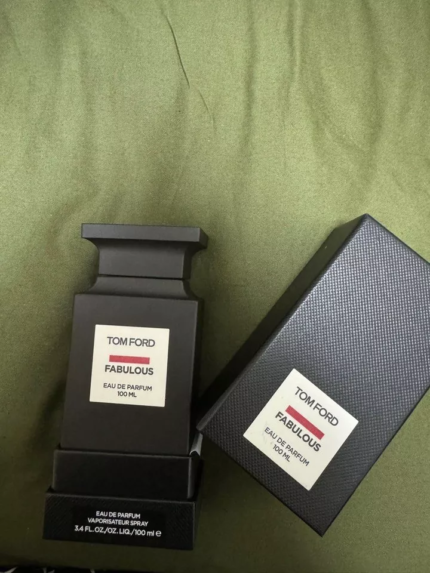 TOM FORD
FABULOUS
EAU DE PARFUM
100 ML
EAU DE PARFUM
VAPORISATEUR SPRAY
3.4 FL.OZ./OZ. LIQ./100 ml ℮
TOM FORD
FABULOUS
EAU DE PARFUM
100 ML